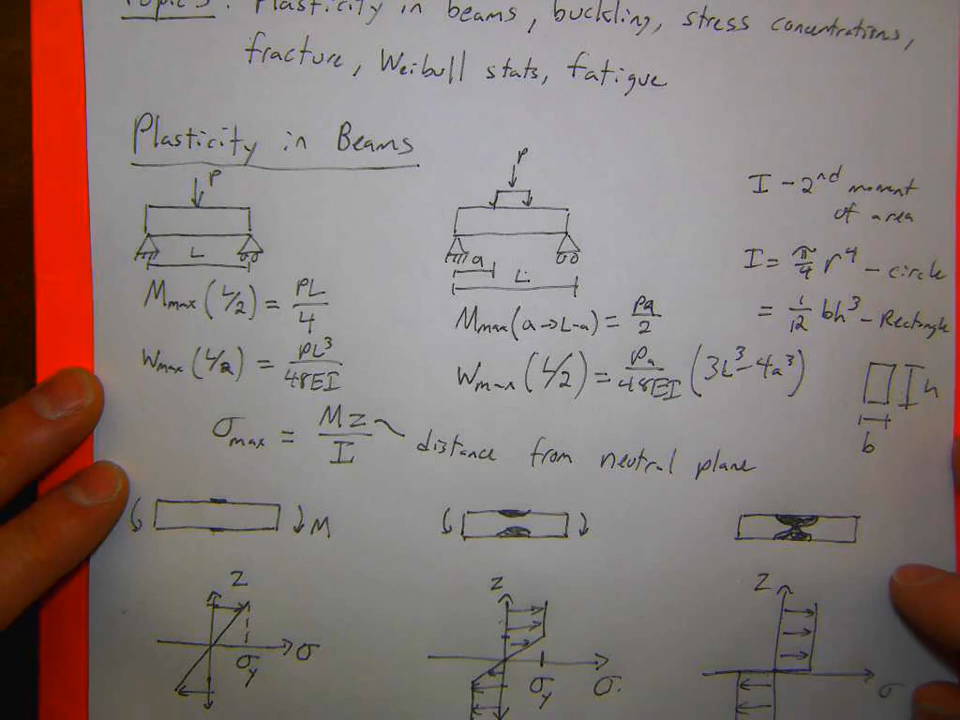 Topic 3: Plasticity in beams, buckling, stress concentrations,
fracture, Weibull stats, fatigue
Plasticity in Beams
P
L
Mmax (L/2) = PL/4
Wmax (L/2) = PL³/48EI
P
a
L
Mmax (a→L-a) = Pa/2
Wmax (L/2) = Pa/48EI (3L³-4a³)
I - 2nd moment
of area
I = π/4 r⁴ - circle
= 1/12 bh³ - Rectangle
h
b
σmax = Mz/I ~ distance from neutral plane
M
z
σy
σ
z
σy
σ
z
σ